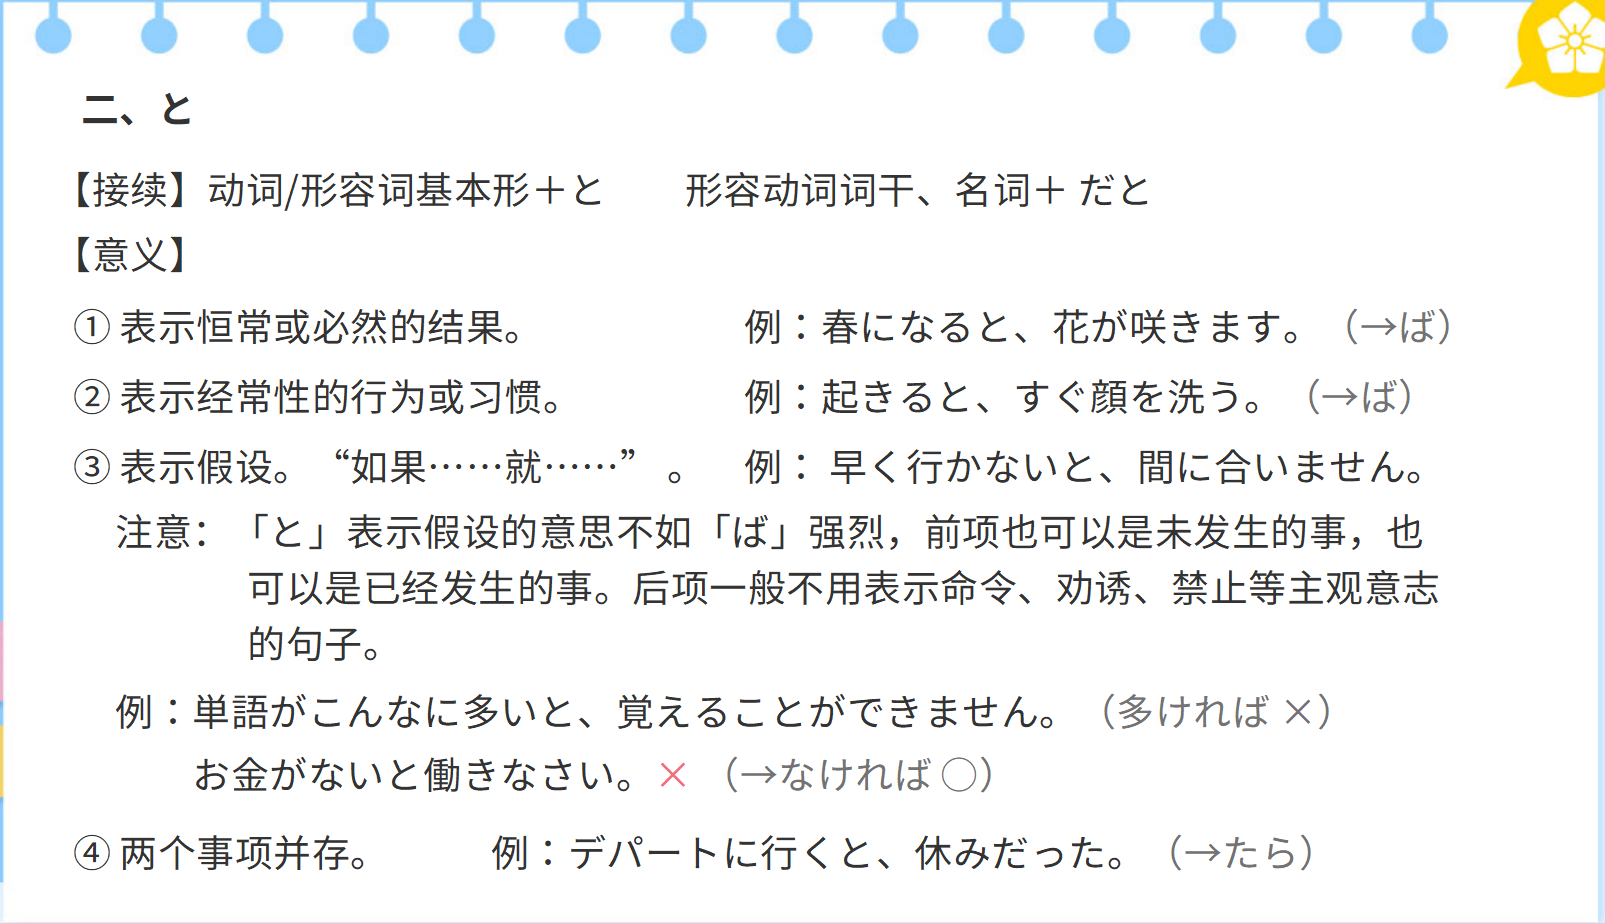 二、と
【接续】动词/形容词基本形＋と　　形容动词词干、名词＋ だと
【意义】
① 表示恒常或必然的结果。　　例：春になると、花が咲きます。（→ば）
② 表示经常性的行为或习惯。　　例：起きると、すぐ顔を洗う。（→ば）
③ 表示假设。“如果……就……” 。　例： 早く行かないと、間に合いません。
注意：「と」表示假设的意思不如「ば」强烈，前项也可以是未发生的事，也
可以是已经发生的事。后项一般不用表示命令、劝诱、禁止等主观意志
的句子。
例：単語がこんなに多いと、覚えることができません。（多ければ ×）
お金がないと働きなさい。×（→なければ ○）
④ 两个事项并存。　　例：デパートに行くと、休みだった。（→たら）